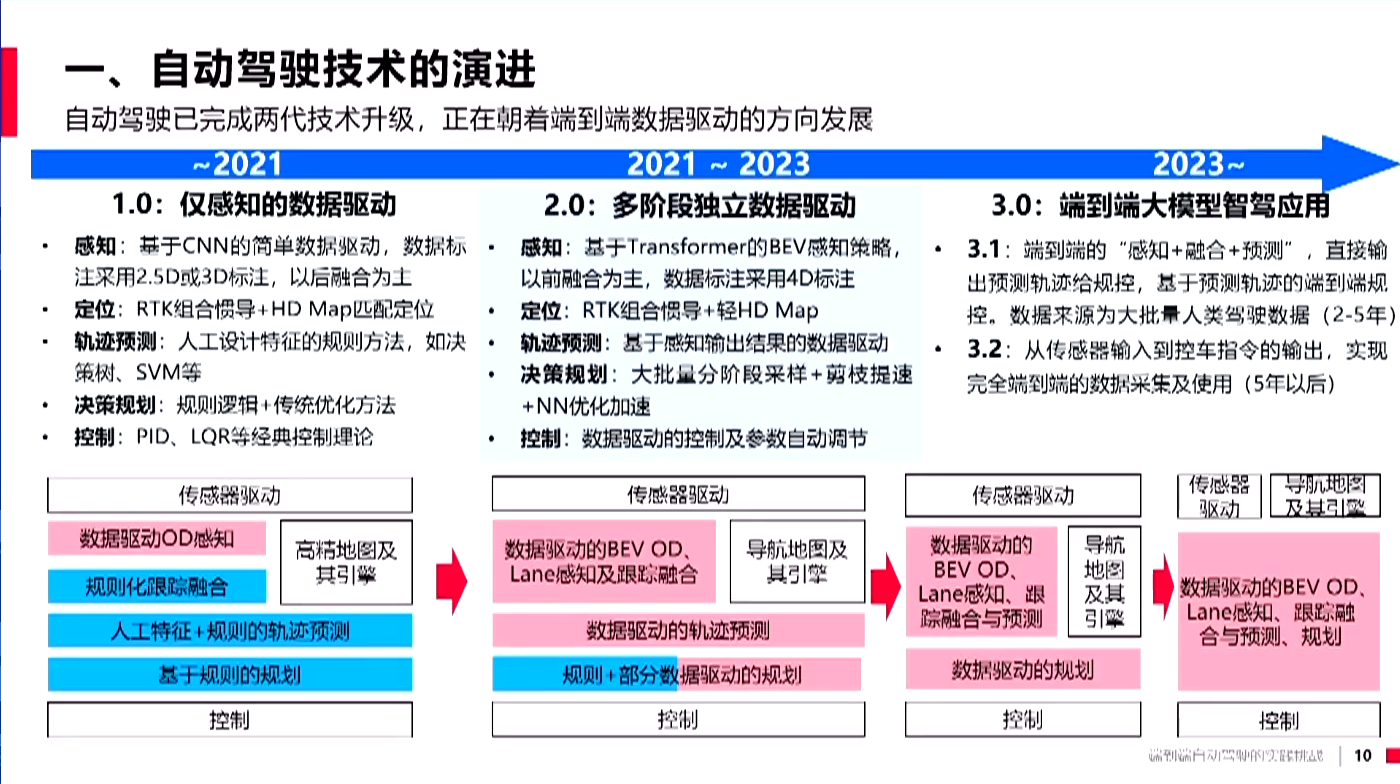 一、自动驾驶技术的演进
自动驾驶已完成两代技术升级，正在朝着端到端数据驱动的方向发展
~2021
2021 ~ 2023
2023~
1.0：仅感知的数据驱动
• 感知：基于CNN的简单数据驱动，数据标
注采用2.5D或3D标注，以后融合为主
• 定位：RTK组合惯导+HD Map匹配定位
• 轨迹预测：人工设计特征的规则方法，如决
策树、SVM等
• 决策规划：规则逻辑+传统优化方法
• 控制：PID、LQR等经典控制理论
2.0：多阶段独立数据驱动
• 感知：基于Transformer的BEV感知策略，
以前融合为主，数据标注采用4D标注
• 定位：RTK组合惯导+轻HD Map
• 轨迹预测：基于感知输出结果的数据驱动
• 决策规划：大批量分阶段采样+剪枝提速
+NN优化加速
• 控制：数据驱动的控制及参数自动调节
3.0：端到端大模型智驾应用
• 3.1：端到端的“感知+融合+预测”，直接输
出预测轨迹给规控，基于预测轨迹的端到端规
控。数据来源为大批量人类驾驶数据（2-5年）
• 3.2：从传感器输入到控车指令的输出，实现
完全端到端的数据采集及使用（5年以后）
传感器驱动
数据驱动OD感知
规则化跟踪融合
高精地图及
其引擎
人工特征+规则的轨迹预测
基于规则的规划
控制
传感器驱动
数据驱动的BEV OD、
Lane感知及跟踪融合
导航地图及
其引擎
数据驱动的轨迹预测
规则+部分数据驱动的规划
控制
传感器驱动
数据驱动的
BEV OD、
Lane感知、跟
踪融合与预测
导航
地图
及其
引擎
数据驱动的规划
控制
传感器
驱动
导航地图
及其引擎
数据驱动的BEV OD、
Lane感知、跟踪融
合与预测、规划
控制
端到端自动驾驶的实践挑战
10